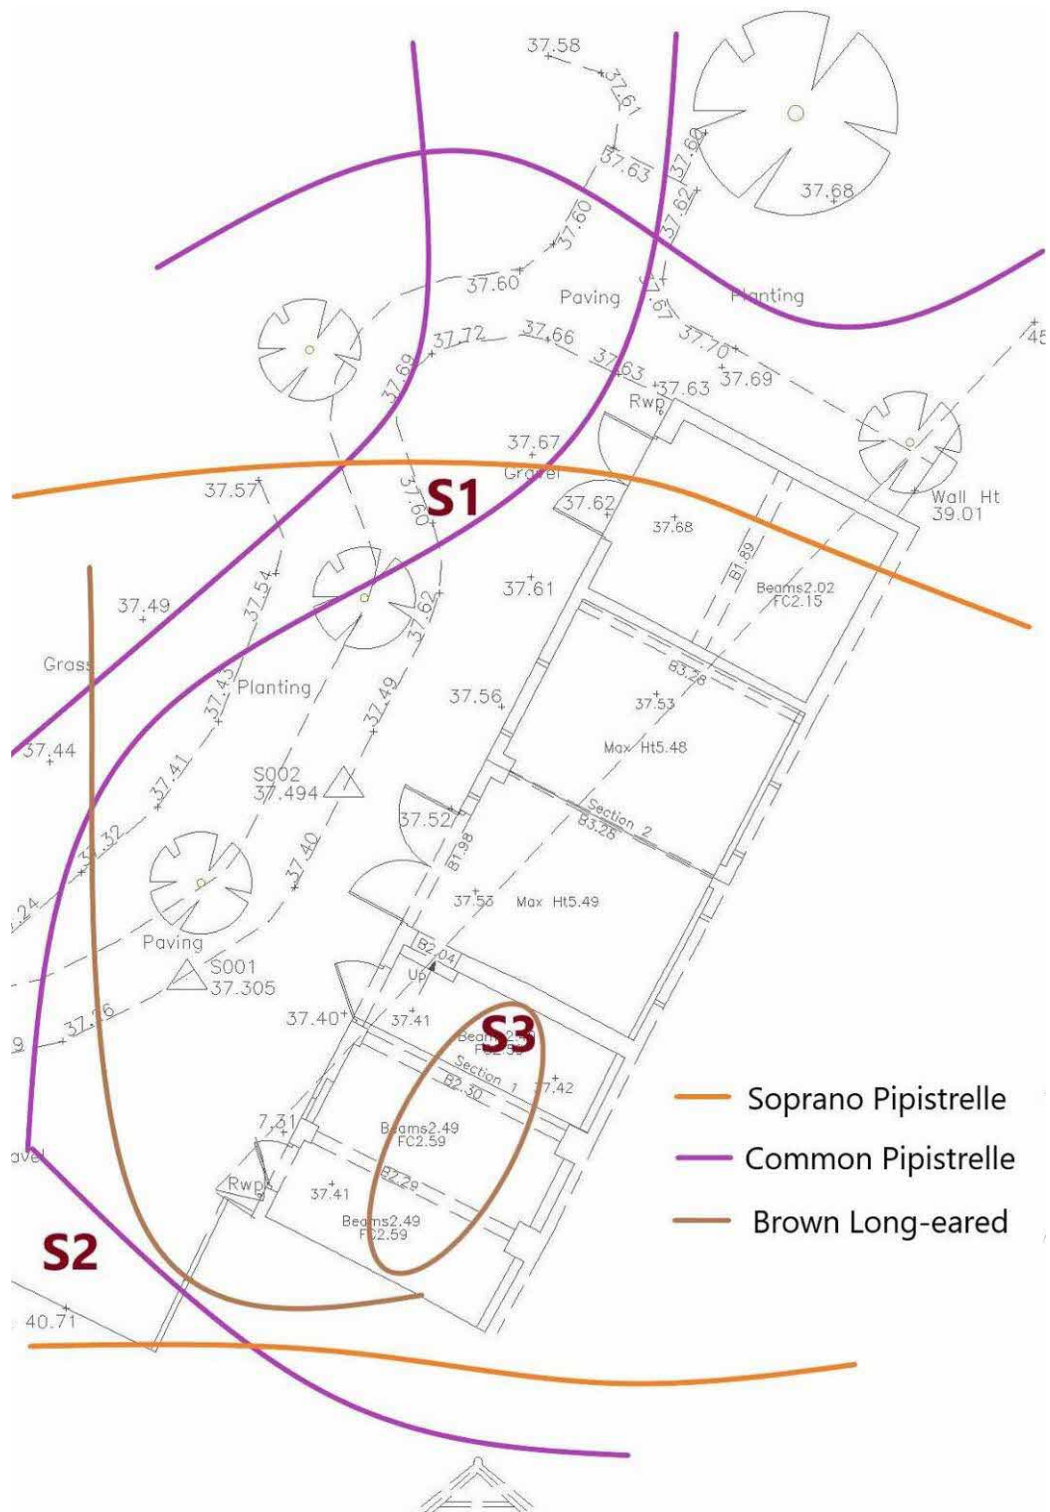 37.58
37.61
37.63
37.68
37.62
37.60
37.60
Paving
37.67
Planting
37.72
37.66
37.70
37.69
37.63
37.63
37.69
Rwp
37.67
Gravel
37.57
S1
37.60
37.62
37.68
Wall Ht
39.01
B1.89
Beams2.02
FC2.15
37.61
37.54
37.49
37.62
Grass
37.43
Planting
37.49
37.56
B3.28
37.53
Max Ht5.48
37.44
37.41
S002
37.494
37.52
Section 2
B3.28
B1.98
37.40
37.53
Max Ht5.49
Paving
B2.04
S001
37.305
Up
37.40
37.41
S3
Section 1
B2.30
37.42
Beams2.49
FC2.59
Soprano Pipistrelle
Common Pipistrelle
Brown Long-eared
7.31
B2.29
Rwp
37.41
Beams2.49
FC2.59
S2
40.71